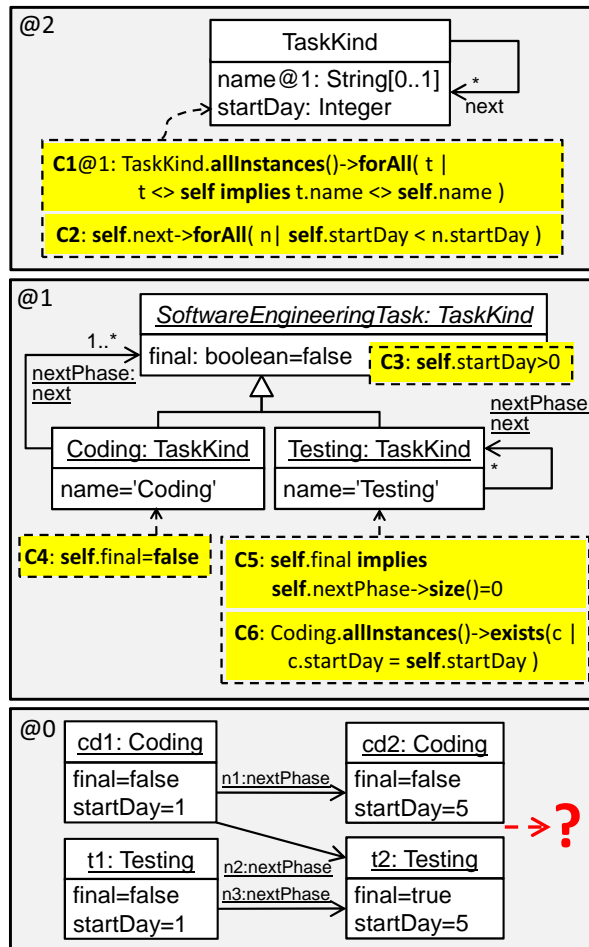 @2
TaskKind
name@1: String[0..1]
startDay: Integer
*
next
C1@1: TaskKind.allInstances()->forAll( t |
t <> self implies t.name <> self.name )
C2: self.next->forAll( n| self.startDay < n.startDay )
@1
SoftwareEngineeringTask: TaskKind
1..*
final: boolean=false
C3: self.startDay>0
nextPhase:
next
nextPhase:
next
*
Coding: TaskKind
name='Coding'
Testing: TaskKind
name='Testing'
C4: self.final=false
C5: self.final implies
self.nextPhase->size()=0
C6: Coding.allInstances()->exists(c |
c.startDay = self.startDay )
@0
cd1: Coding
final=false
startDay=1
n1:nextPhase
cd2: Coding
final=false
startDay=5
?
t1: Testing
final=false
startDay=1
n2:nextPhase
n3:nextPhase
t2: Testing
final=true
startDay=5